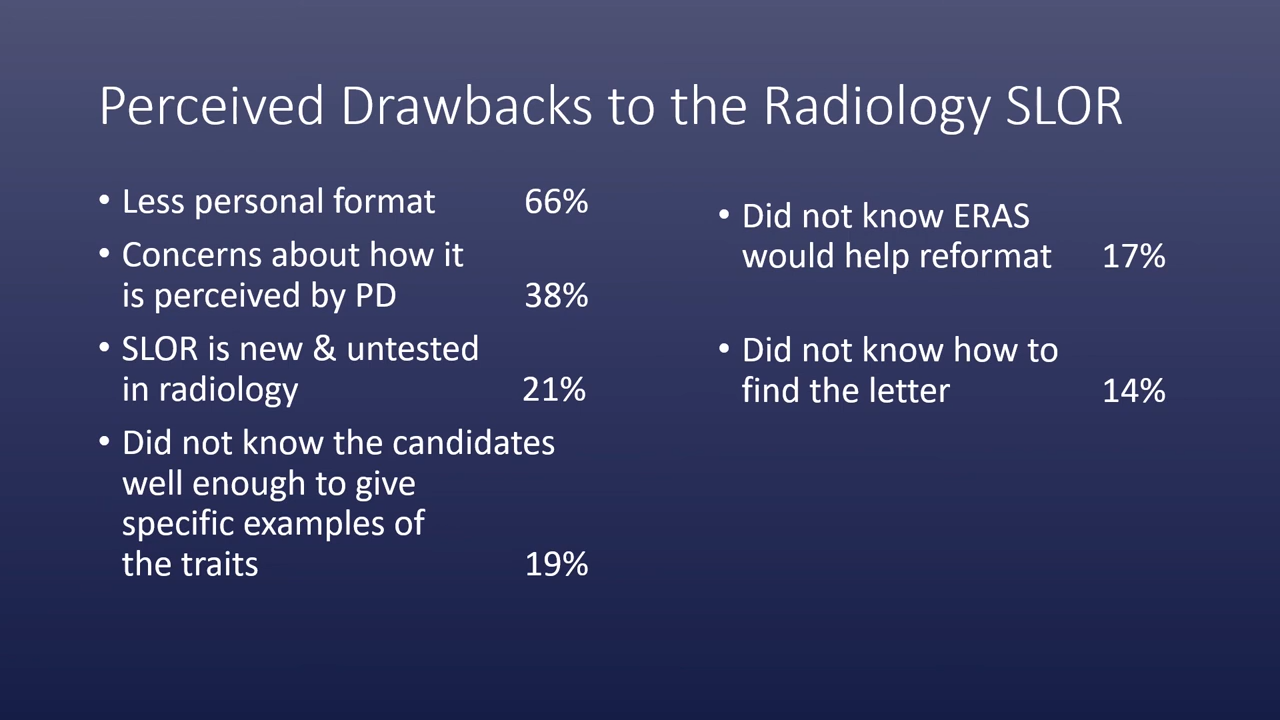 Perceived Drawbacks to the Radiology SLOR
• Less personal format 66%
• Concerns about how it
is perceived by PD 38%
• SLOR is new & untested
in radiology 21%
• Did not know the candidates
well enough to give
specific examples of
the traits 19%
• Did not know ERAS
would help reformat 17%
• Did not know how to
find the letter 14%